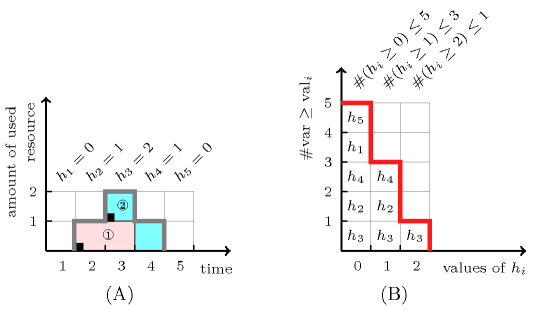 amount of used
resource
h₁ = 0
h₂ = 1
h₃ = 2
h₄ = 1
h₅ = 0
2
1
②
①
1 2 3 4 5 time
(A)
#(hᵢ ≥ 0) ≤ 5
#(hᵢ ≥ 1) ≤ 3
#(hᵢ ≥ 2) ≤ 1
#var ≥ valᵢ
5
4
3
2
1
h₅
h₁
h₄ h₄
h₂ h₂
h₃ h₃ h₃
0 1 2 values of hᵢ
(B)